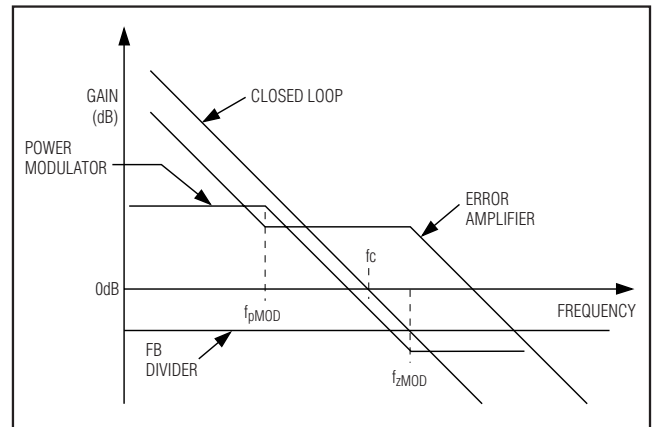 GAIN
(dB)
CLOSED LOOP
POWER
MODULATOR
ERROR
AMPLIFIER
fC
0dB
FREQUENCY
fpMOD
FB
DIVIDER
fzMOD